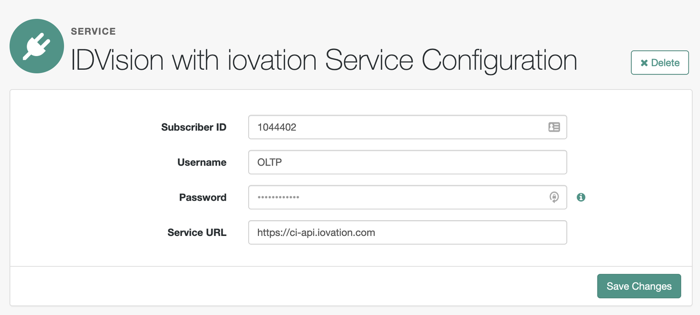 SERVICE
IDVision with iovation Service Configuration
✖ Delete
Subscriber ID
1044402
Username
OLTP
Password
••••••••••••
Service URL
https://ci-api.iovation.com
Save Changes